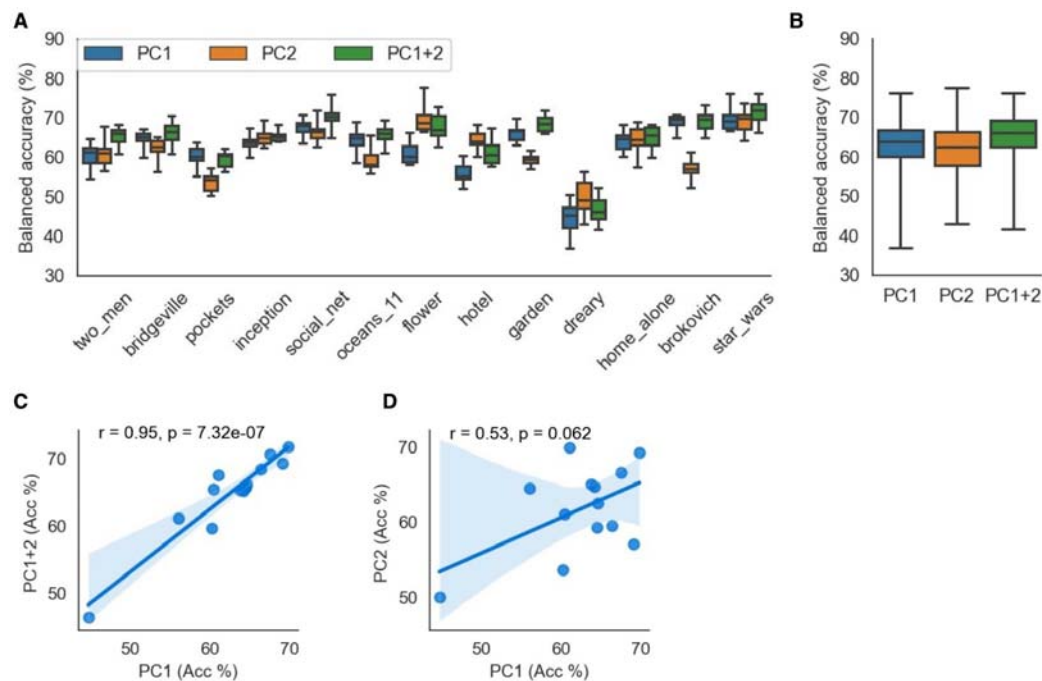 A
B
90
80
70
60
50
40
30
Balanced accuracy (%)
PC1 PC2 PC1+2
two_men
bridgeville
pockets
inception
social_net
oceans_11
flower
hotel
garden
dreary
home_alone
brokovich
star_wars
90
80
70
60
50
40
30
Balanced accuracy (%)
PC1 PC2 PC1+2
C
r = 0.95, p = 7.32e-07
70
60
50
PC1+2 (Acc %)
50 60 70
PC1 (Acc %)
D
r = 0.53, p = 0.062
70
60
50
PC2 (Acc %)
50 60 70
PC1 (Acc %)